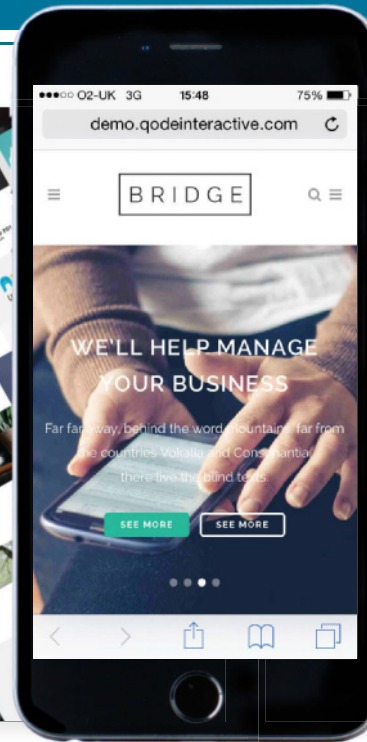 O2-UK 3G 15:48 75%
demo.qodeinteractive.com
BRIDGE
WE'LL HELP MANAGE
YOUR BUSINESS
Far far away, behind the word mountains, far from
the countries Vokalia and Consonantia,
there live the blind texts.
SEE MORE SEE MORE